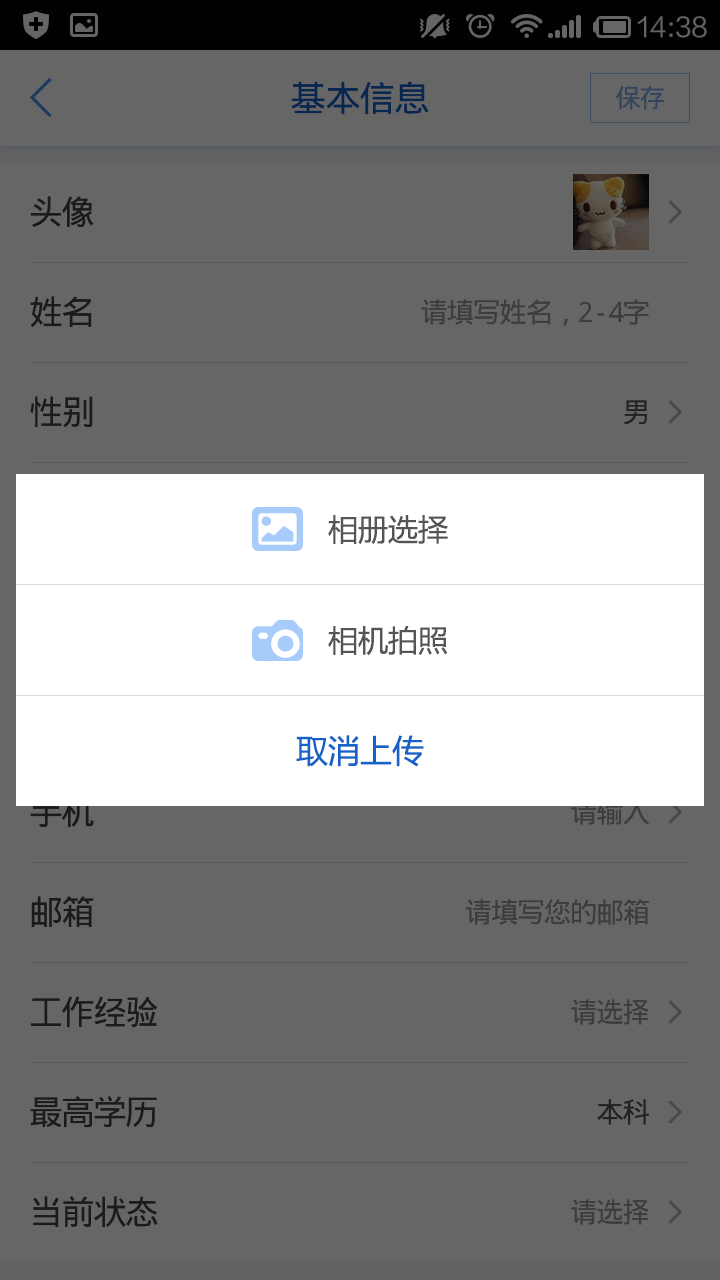 14:38
基本信息
保存
头像
姓名
请填写姓名，2-4字
性别
男
相册选择
相机拍照
取消上传
手机
请输入
邮箱
请填写您的邮箱
工作经验
请选择
最高学历
本科
当前状态
请选择